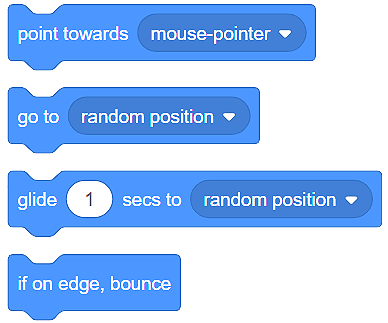 point towards mouse-pointer
go to random position
glide 1 secs to random position
if on edge, bounce